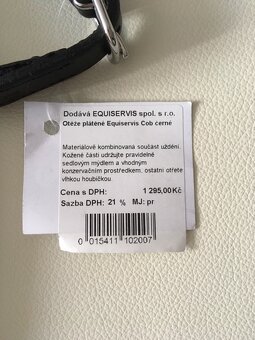 Dodává EQUISERVIS spol. s r.o.
Otěže plátěné Equiservis Cob černé
Materiálově kombinovaná součást uždění.
Kožené části udržujte pravidelně
sedlovým mýdlem a vhodným
konzervačním prostředkem, ostatní otřete
vlhkou houbičkou.
Cena s DPH: 1 295,00Kč
Sazba DPH: 21 % MJ: pr
0 015411 102007